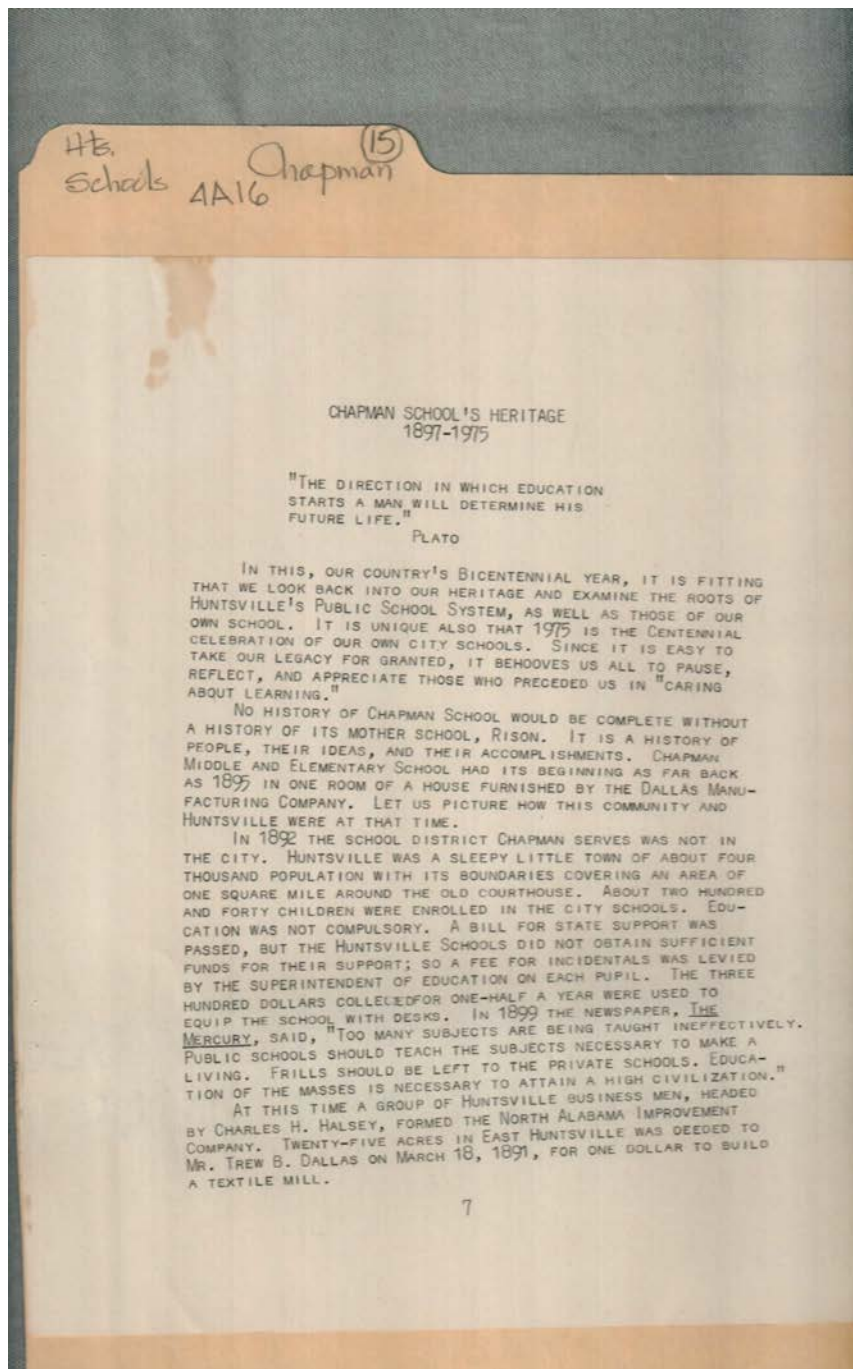 Hts.
Schools 4A16 Chapman 15
CHAPMAN SCHOOL'S HERITAGE
1897-1975
"THE DIRECTION IN WHICH EDUCATION
STARTS A MAN WILL DETERMINE HIS
FUTURE LIFE."
PLATO
IN THIS, OUR COUNTRY'S BICENTENNIAL YEAR, IT IS FITTING
THAT WE LOOK BACK INTO OUR HERITAGE AND EXAMINE THE ROOTS OF
HUNTSVILLE'S PUBLIC SCHOOL SYSTEM, AS WELL AS THOSE OF OUR
OWN SCHOOL. IT IS UNIQUE ALSO THAT 1975 IS THE CENTENNIAL
CELEBRATION OF OUR OWN CITY SCHOOLS. SINCE IT IS EASY TO
TAKE OUR LEGACY FOR GRANTED, IT BEHOOVES US ALL TO PAUSE,
REFLECT, AND APPRECIATE THOSE WHO PRECEDED US IN "CARING
ABOUT LEARNING."
NO HISTORY OF CHAPMAN SCHOOL WOULD BE COMPLETE WITHOUT
A HISTORY OF ITS MOTHER SCHOOL, RISON. IT IS A HISTORY OF
PEOPLE, THEIR IDEAS, AND THEIR ACCOMPLISHMENTS. CHAPMAN
MIDDLE AND ELEMENTARY SCHOOL HAD ITS BEGINNING AS FAR BACK
AS 1895 IN ONE ROOM OF A HOUSE FURNISHED BY THE DALLAS MANU-
FACTURING COMPANY. LET US PICTURE HOW THIS COMMUNITY AND
HUNTSVILLE WERE AT THAT TIME.
IN 1892 THE SCHOOL DISTRICT CHAPMAN SERVES WAS NOT IN
THE CITY. HUNTSVILLE WAS A SLEEPY LITTLE TOWN OF ABOUT FOUR
THOUSAND POPULATION WITH ITS BOUNDARIES COVERING AN AREA OF
ONE SQUARE MILE AROUND THE OLD COURTHOUSE. ABOUT TWO HUNDRED
AND FORTY CHILDREN WERE ENROLLED IN THE CITY SCHOOLS. EDU-
CATION WAS NOT COMPULSORY. A BILL FOR STATE SUPPORT WAS
PASSED, BUT THE HUNTSVILLE SCHOOLS DID NOT OBTAIN SUFFICIENT
FUNDS FOR THEIR SUPPORT; SO A FEE FOR INCIDENTALS WAS LEVIED
BY THE SUPERINTENDENT OF EDUCATION ON EACH PUPIL. THE THREE
HUNDRED DOLLARS COLLECEDFOR ONE-HALF A YEAR WERE USED TO
EQUIP THE SCHOOL WITH DESKS. IN 1899 THE NEWSPAPER, THE
MERCURY, SAID, "TOO MANY SUBJECTS ARE BEING TAUGHT INEFFECTIVELY.
PUBLIC SCHOOLS SHOULD TEACH THE SUBJECTS NECESSARY TO MAKE A
LIVING. FRILLS SHOULD BE LEFT TO THE PRIVATE SCHOOLS. EDUCA-
TION OF THE MASSES IS NECESSARY TO ATTAIN A HIGH CIVILIZATION."
AT THIS TIME A GROUP OF HUNTSVILLE BUSINESS MEN, HEADED
BY CHARLES H. HALSEY, FORMED THE NORTH ALABAMA IMPROVEMENT
COMPANY. TWENTY-FIVE ACRES IN EAST HUNTSVILLE WAS DEEDED TO
MR. TREW B. DALLAS ON MARCH 18, 1891, FOR ONE DOLLAR TO BUILD
A TEXTILE MILL.
7